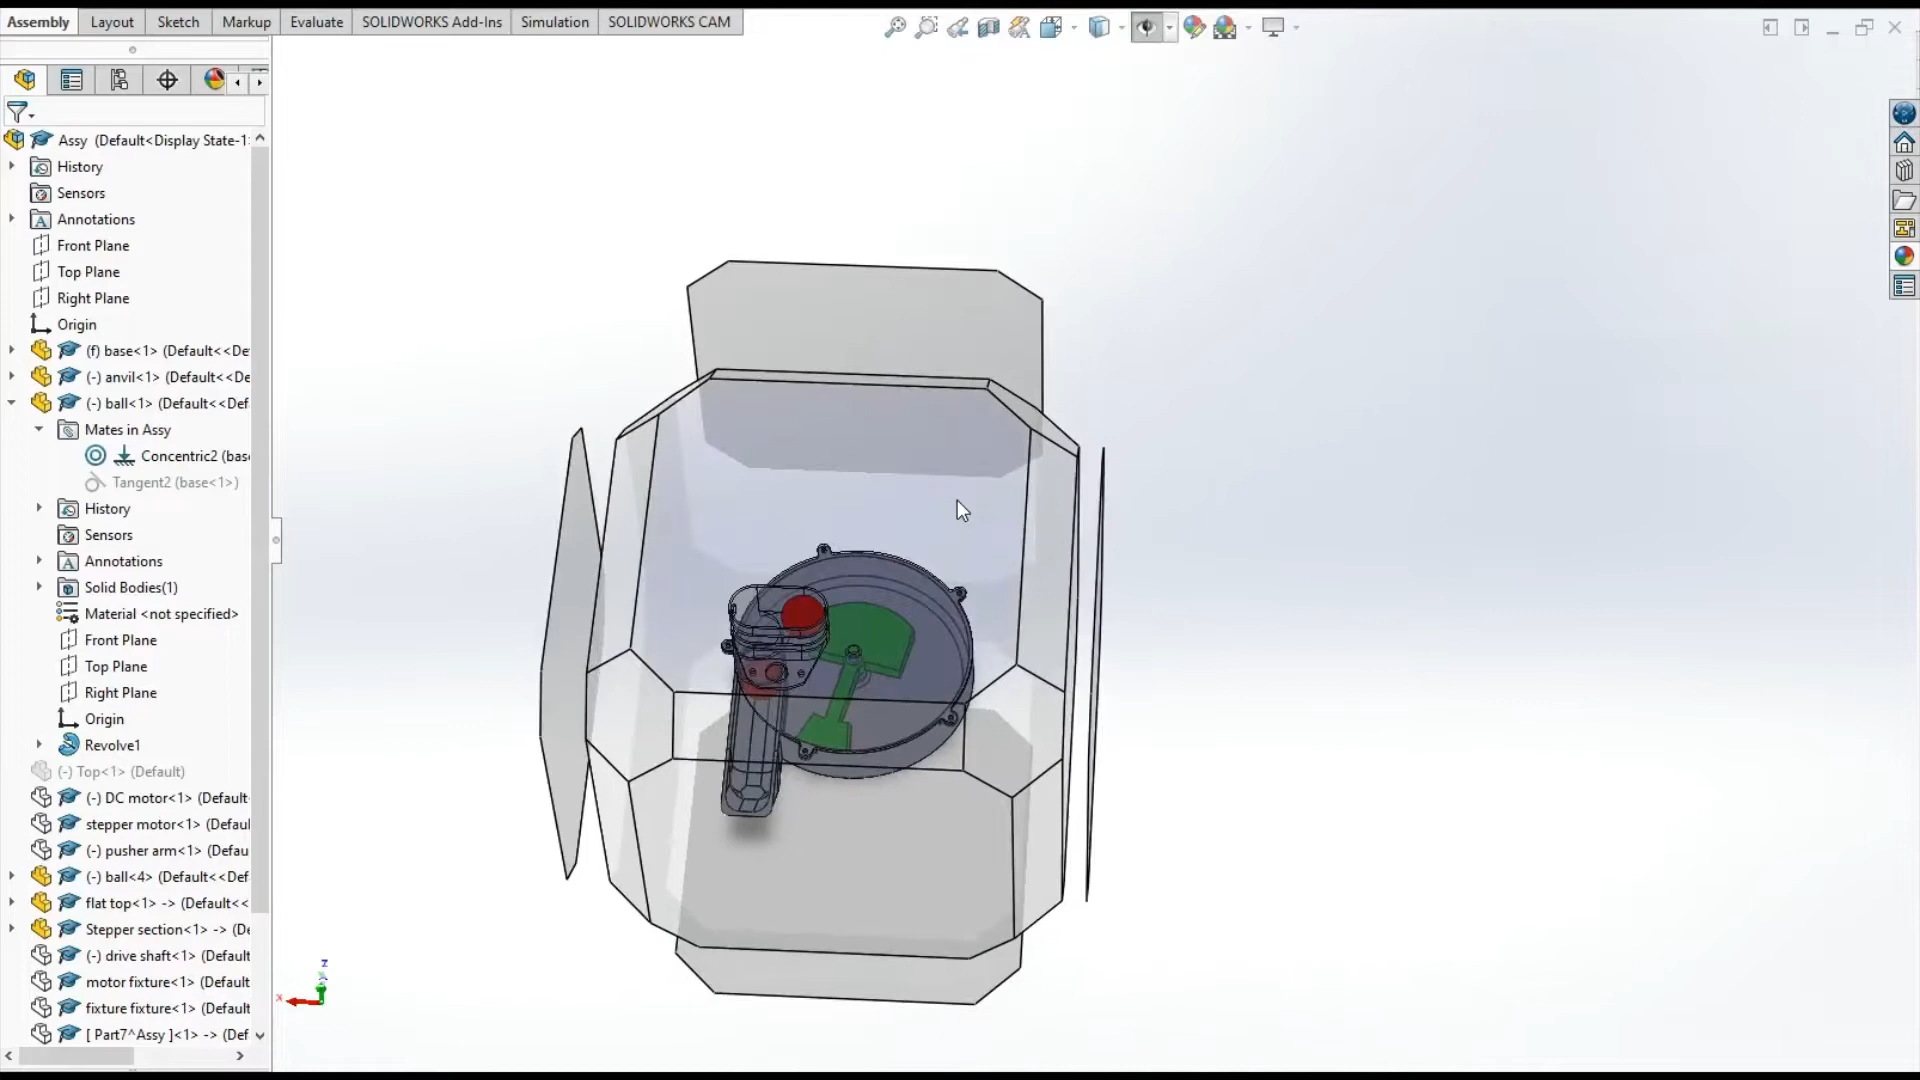 Assembly Layout Sketch Markup Evaluate SOLIDWORKS Add-Ins Simulation SOLIDWORKS CAM
Assy (Default<Display State-1
History
Sensors
Annotations
Front Plane
Top Plane
Right Plane
Origin
(f) base<1> (Default<<De
(-) anvil<1> (Default<<De
(-) ball<1> (Default<<Def
Mates in Assy
Concentric2 (bas
Tangent2 (base<1>)
History
Sensors
Annotations
Solid Bodies(1)
Material <not specified>
Front Plane
Top Plane
Right Plane
Origin
Revolve1
(-) Top<1> (Default)
(-) DC motor<1> (Default
stepper motor<1> (Defaul
(-) pusher arm<1> (Defau
(-) ball<4> (Default<<Def
flat top<1> -> (Default<<
Stepper section<1> -> (De
(-) drive shaft<1> (Default
motor fixture<1> (Default
fixture fixture<1> (Default
[ Part7^Assy ]<1> -> (Def
z
x